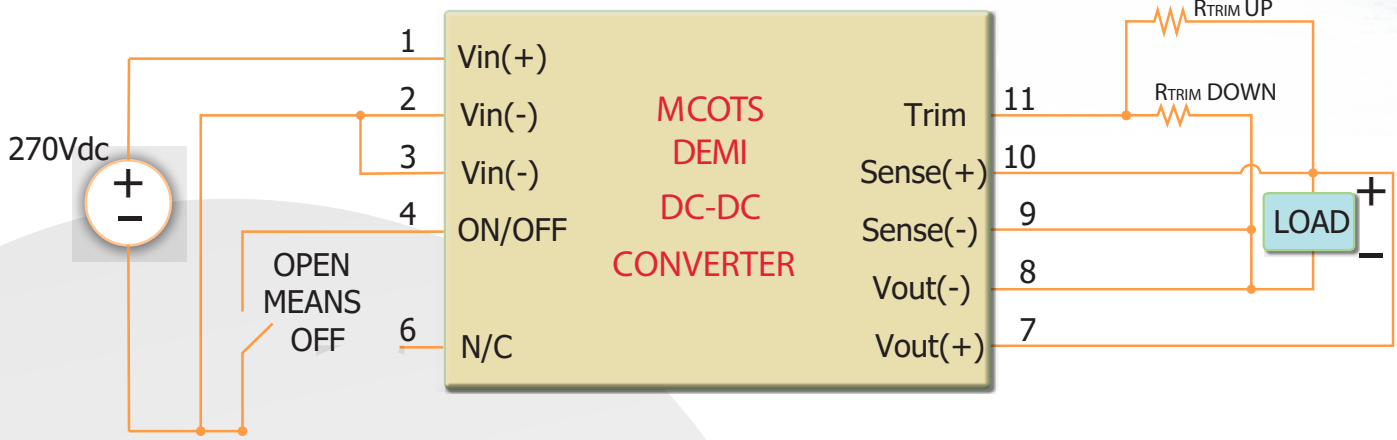 RTRIM UP
1
Vin(+)
2
Vin(-)
MCOTS
Trim
11
RTRIM DOWN
270Vdc
+
-
3
Vin(-)
DEMI
Sense(+)
10
4
ON/OFF
DC-DC
Sense(-)
9
LOAD
+
-
OPEN
MEANS
OFF
CONVERTER
Vout(-)
8
6
N/C
Vout(+)
7